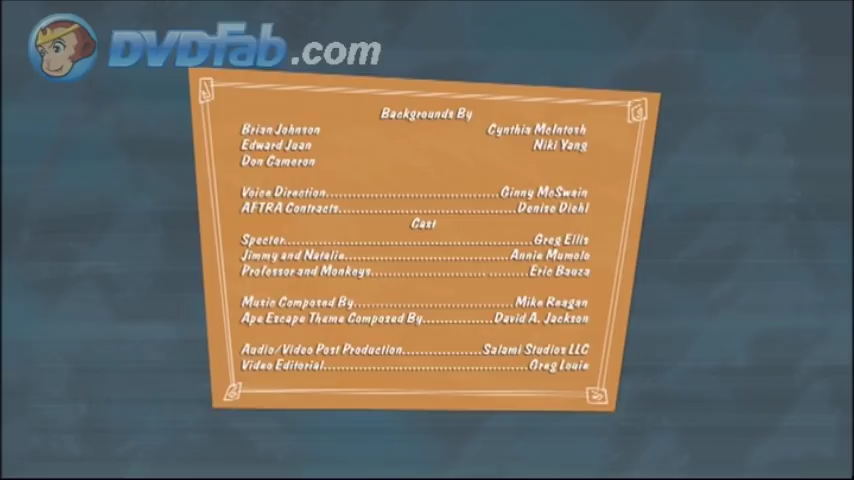 DVDFab.com
Backgrounds By
Brian Johnson Cynthia McIntosh
Edward Juan Niki Yang
Don Cameron
Voice Direction.................................Ginny McSwain
AFTRA Contracts.................................Denise Diehl
Cast
Specter.................................Greg Ellis
Jimmy and Natalie.................................Annie Mumolo
Professor and Monkeys.................................Eric Bauza
Music Composed By.................................Mike Reagan
Ape Escape Theme Composed By..............David A. Jackson
Audio/Video Post Production................Salami Studios LLC
Video Editorial.................................Greg Louie